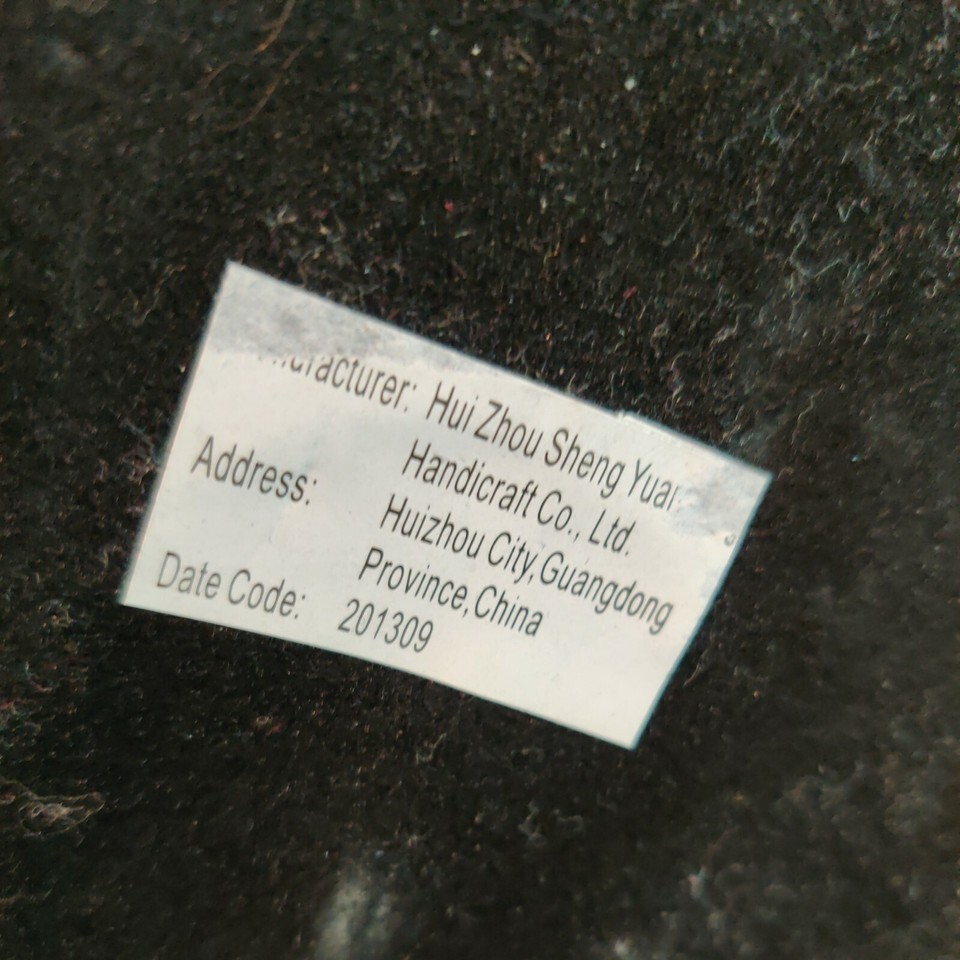 Hui Zhou Sheng
Handicraft Co., Ltd.
Address: Huizhou City, Guangdong
Province, China
Date Code: 201309